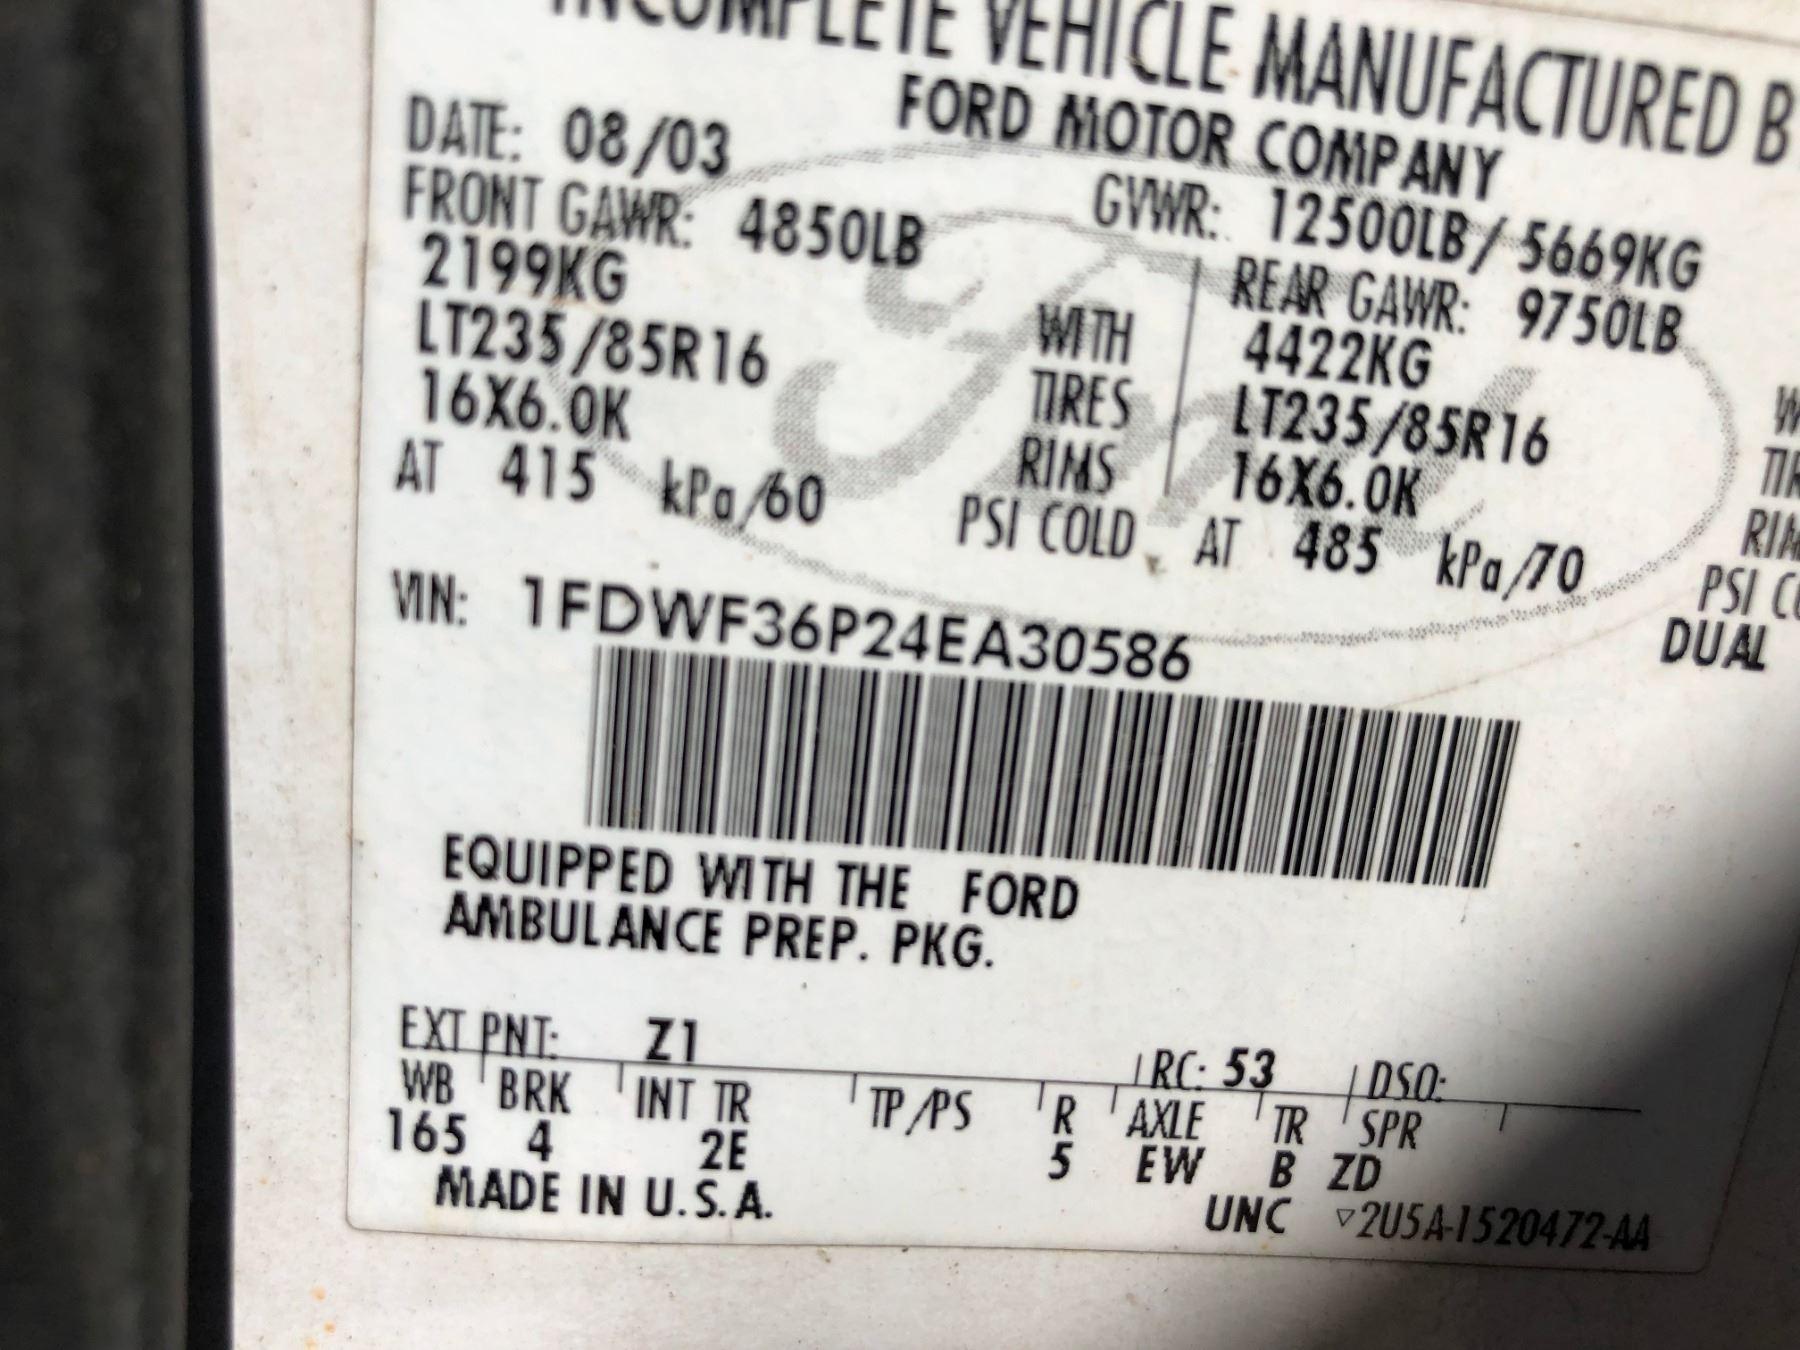 INCOMPLETE VEHICLE MANUFACTURED B
FORD MOTOR COMPANY
DATE: 08/03
GVWR: 12500LB/ 5669KG
FRONT GAWR: 4850LB
REAR GAWR: 9750LB
2199KG WITH 4422KG
LT235/85R16 TIRES LT235/85R16
16X6.0K RIMS 16X6.0K
AT 415 kPa/60 PSI COLD AT 485 kPa/70 PSI
DUAL
VIN: 1FDWF36P24EA30586
EQUIPPED WITH THE FORD
AMBULANCE PREP. PKG.
EXT PNT: Z1 RC: 53 DSO:
WB BRK INT TR TP/PS R AXLE TR SPR
165 4 2E 5 EW B ZD
MADE IN U.S.A. UNC ▽2U5A-1520472-AA